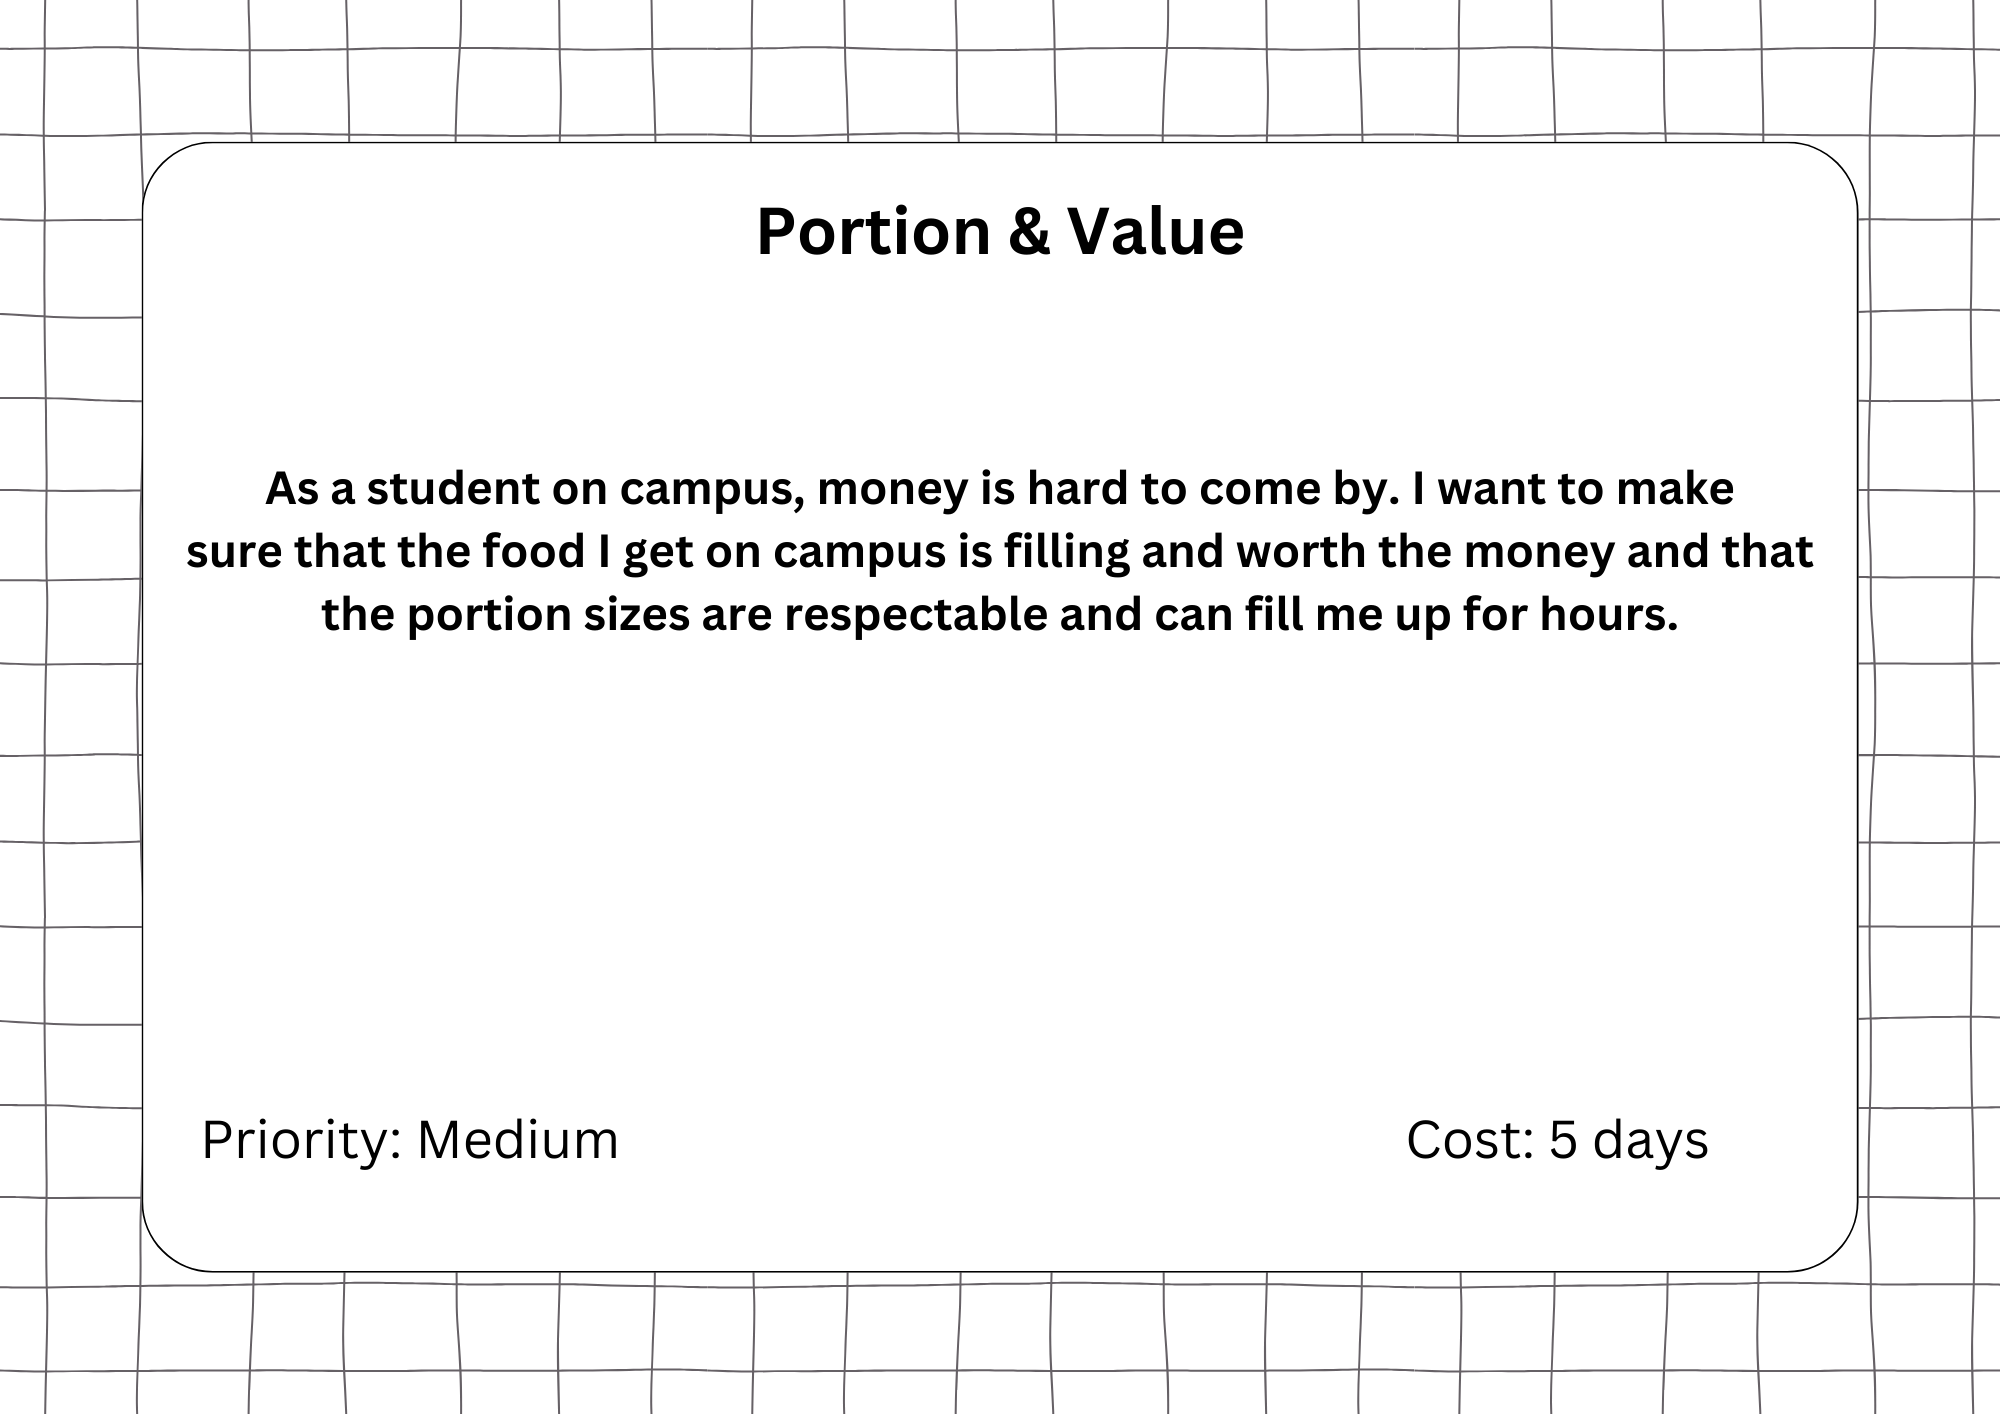 Portion & Value
As a student on campus, money is hard to come by. I want to make
sure that the food I get on campus is filling and worth the money and that
the portion sizes are respectable and can fill me up for hours.
Priority: Medium
Cost: 5 days